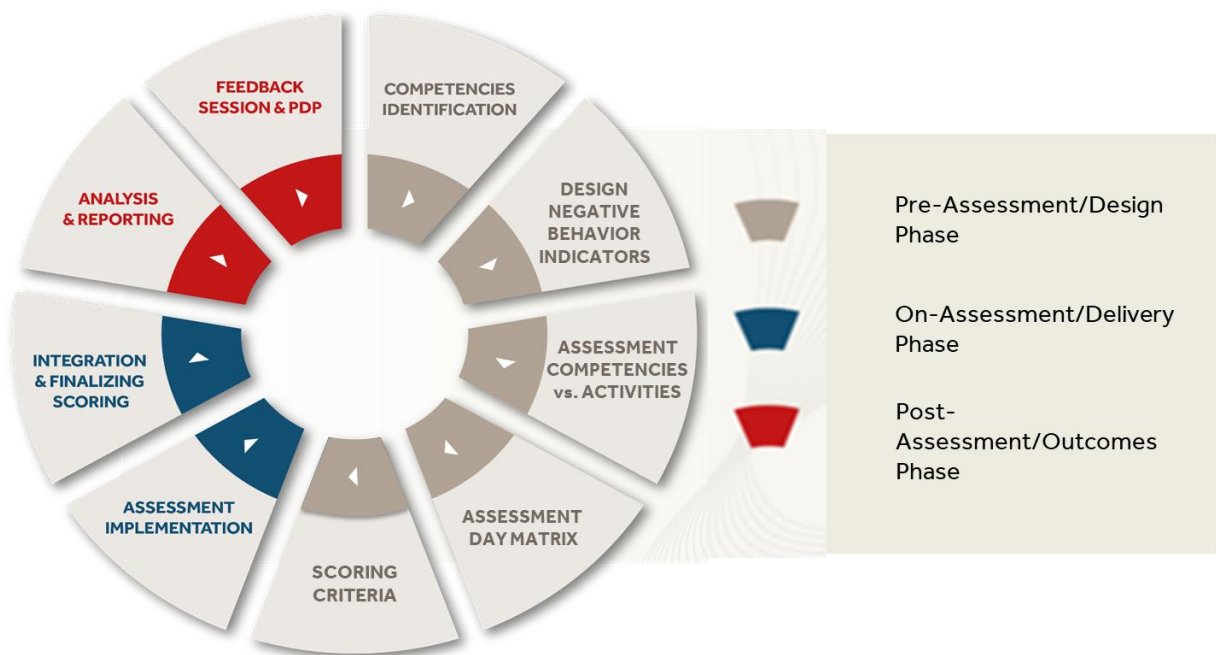 FEEDBACK
SESSION & PDP
COMPETENCIES
IDENTIFICATION
DESIGN
NEGATIVE
BEHAVIOR
INDICATORS
ASSESSMENT
COMPETENCIES
vs. ACTIVITIES
ASSESSMENT
DAY MATRIX
SCORING
CRITERIA
ASSESSMENT
IMPLEMENTATION
INTEGRATION
& FINALIZING
SCORING
ANALYSIS
& REPORTING
Pre-Assessment/Design
Phase
On-Assessment/Delivery
Phase
Post-
Assessment/Outcomes
Phase